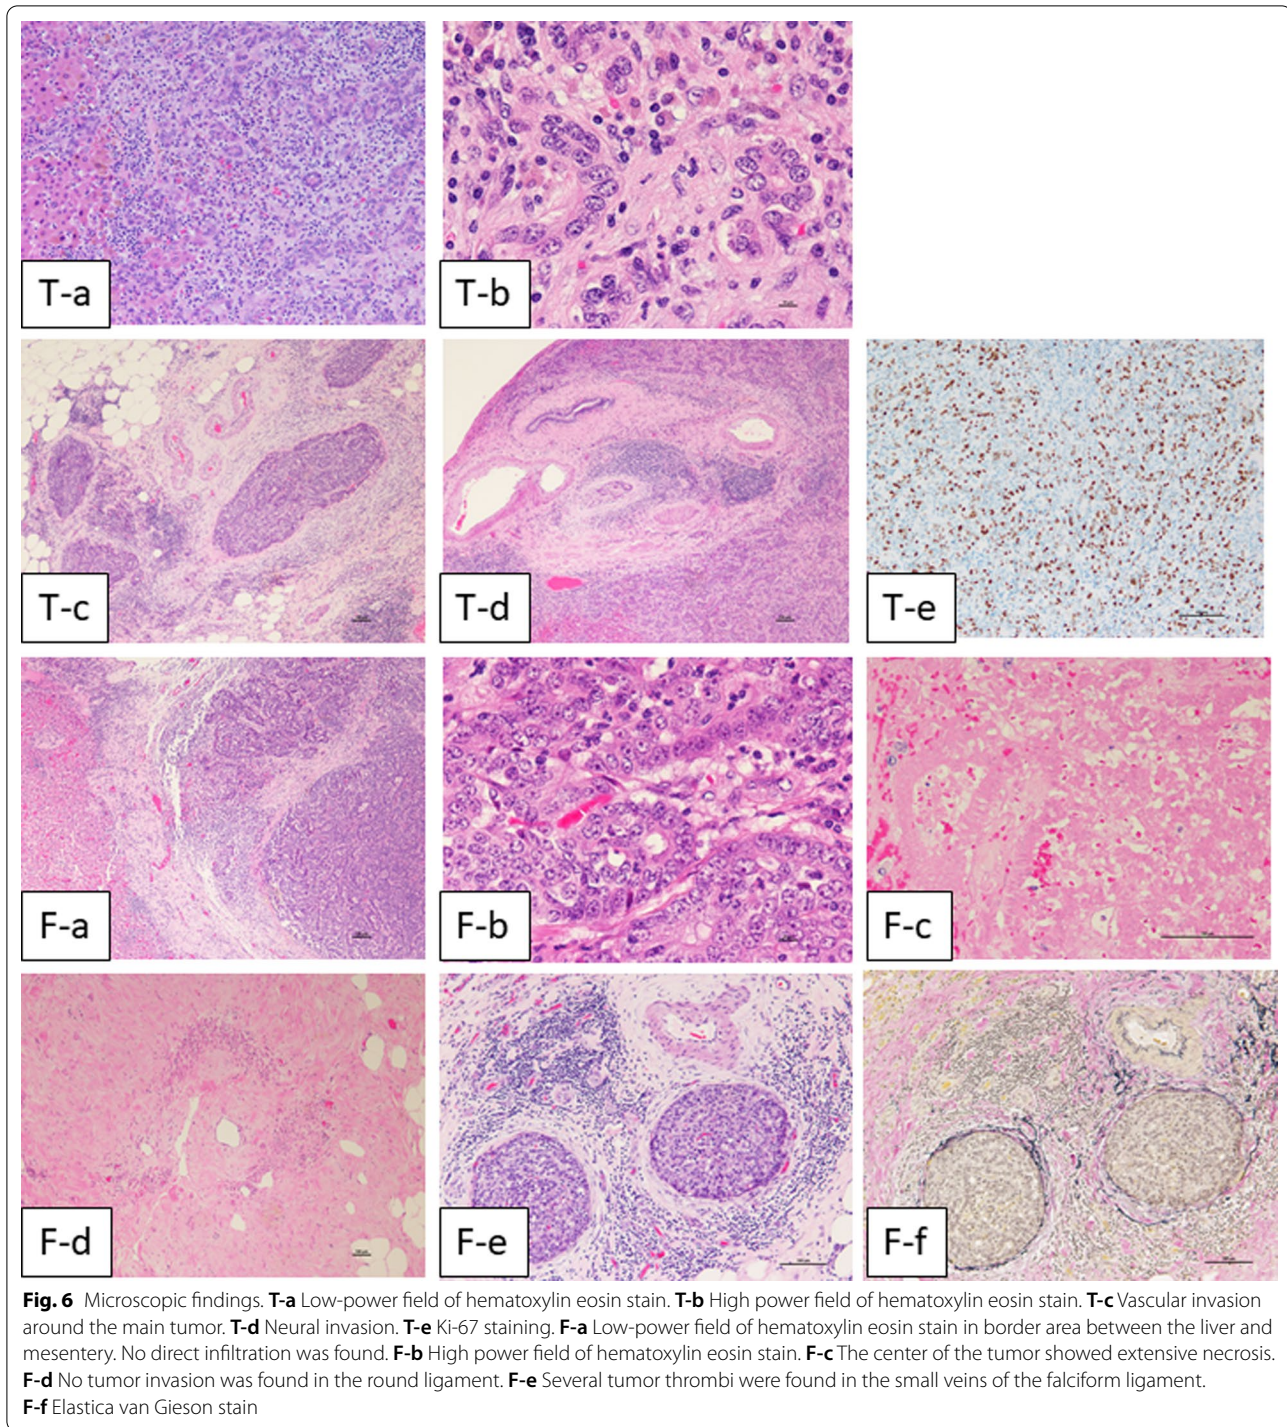 T-a
T-b
T-c
T-d
T-e
F-a
F-b
F-c
F-d
F-e
F-f
Fig. 6 Microscopic findings. T-a Low-power field of hematoxylin eosin stain. T-b High power field of hematoxylin eosin stain. T-c Vascular invasion
around the main tumor. T-d Neural invasion. T-e Ki-67 staining. F-a Low-power field of hematoxylin eosin stain in border area between the liver and
mesentery. No direct infiltration was found. F-b High power field of hematoxylin eosin stain. F-c The center of the tumor showed extensive necrosis.
F-d No tumor invasion was found in the round ligament. F-e Several tumor thrombi were found in the small veins of the falciform ligament.
F-f Elastica van Gieson stain